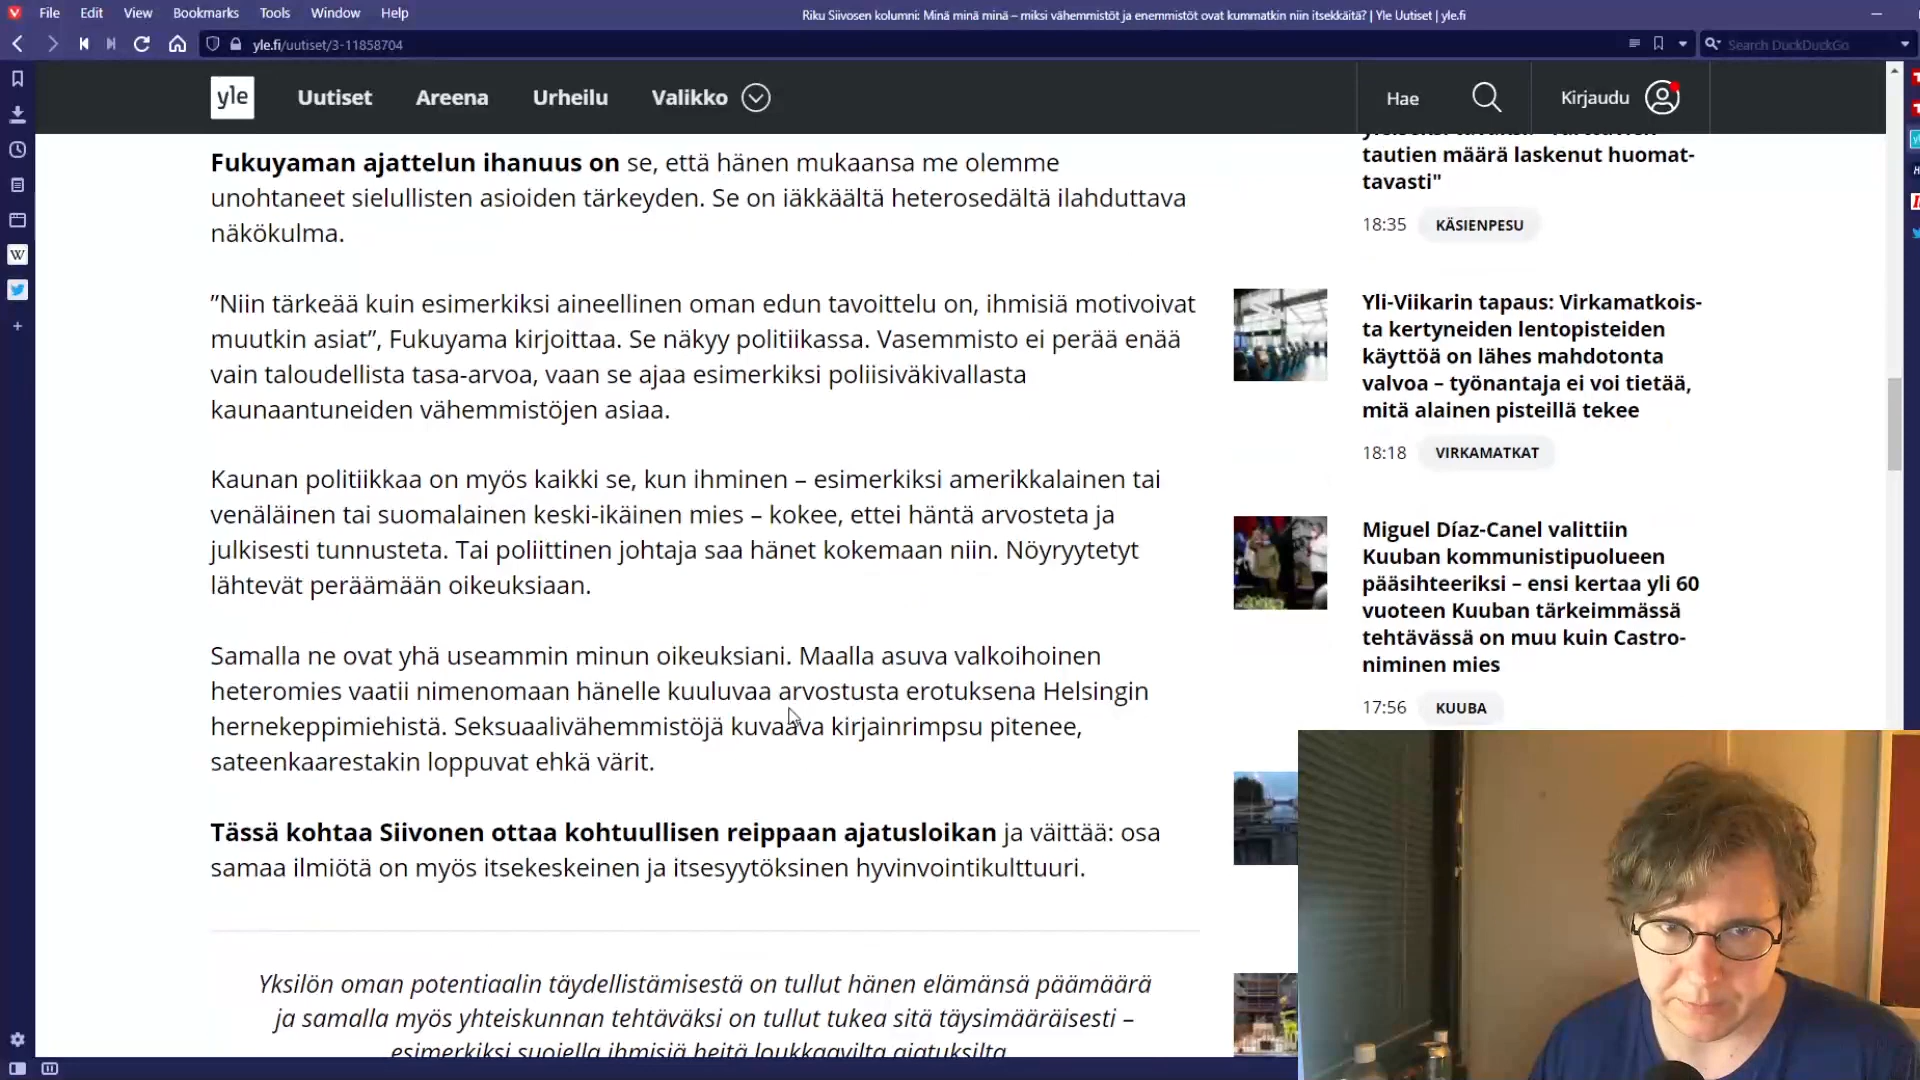 File Edit View Bookmarks Tools Window Help
Riku Siivosen kolumni: Minä minä minä – miksi vähemmistöt ja enemmistöt ovat kummatkin niin itsekkäitä? | Yle Uutiset | yle.fi
yle.fi/uutiset/3-11858704
Search DuckDuckGo
yle Uutiset Areena Urheilu Valikko
Hae Kirjaudu
Fukuyaman ajattelun ihanuus on se, että hänen mukaansa me olemme
unohtaneet sielullisten asioiden tärkeyden. Se on iäkkäältä heterosedältä ilahduttava
näkökulma.
”Niin tärkeää kuin esimerkiksi aineellinen oman edun tavoittelu on, ihmisiä motivoivat
muutkin asiat”, Fukuyama kirjoittaa. Se näkyy politiikassa. Vasemmisto ei perää enää
vain taloudellista tasa-arvoa, vaan se ajaa esimerkiksi poliisiväkivallasta
kaunaantuneiden vähemmistöjen asiaa.
Kaunan politiikkaa on myös kaikki se, kun ihminen – esimerkiksi amerikkalainen tai
venäläinen tai suomalainen keski-ikäinen mies – kokee, ettei häntä arvosteta ja
julkisesti tunnusteta. Tai poliittinen johtaja saa hänet kokemaan niin. Nöyryytetyt
lähtevät peräämään oikeuksiaan.
Samalla ne ovat yhä useammin minun oikeuksiani. Maalla asuva valkoihoinen
heteromies vaatii nimenomaan hänelle kuuluvaa arvostusta erotuksena Helsingin
hernekeppimiehistä. Seksuaalivähemmistöjä kuvaava kirjainrimpsu pitenee,
sateenkaarestakin loppuvat ehkä värit.
Tässä kohtaa Siivonen ottaa kohtuullisen reippaan ajatusloikan ja väittää: osa
samaa ilmiötä on myös itsekeskeinen ja itsesyytöksinen hyvinvointikulttuuri.
Yksilön oman potentiaalin täydellistämisestä on tullut hänen elämänsä päämäärä
ja samalla myös yhteiskunnan tehtäväksi on tullut tukea sitä täysimääräisesti –
esimerkiksi suojella ihmisiä heitä loukkaavilta ajatuksilta
tautien määrä laskenut huomat-
tavasti"
18:35 KÄSIENPESU
Yli-Viikarin tapaus: Virkamatkois-
ta kertyneiden lentopisteiden
käyttöä on lähes mahdotonta
valvoa – työnantaja ei voi tietää,
mitä alainen pisteillä tekee
18:18 VIRKAMATKAT
Miguel Díaz-Canel valittiin
Kuuban kommunistipuolueen
pääsihteeriksi – ensi kertaa yli 60
vuoteen Kuuban tärkeimmässä
tehtävässä on muu kuin Castro-
niminen mies
17:56 KUUBA
W